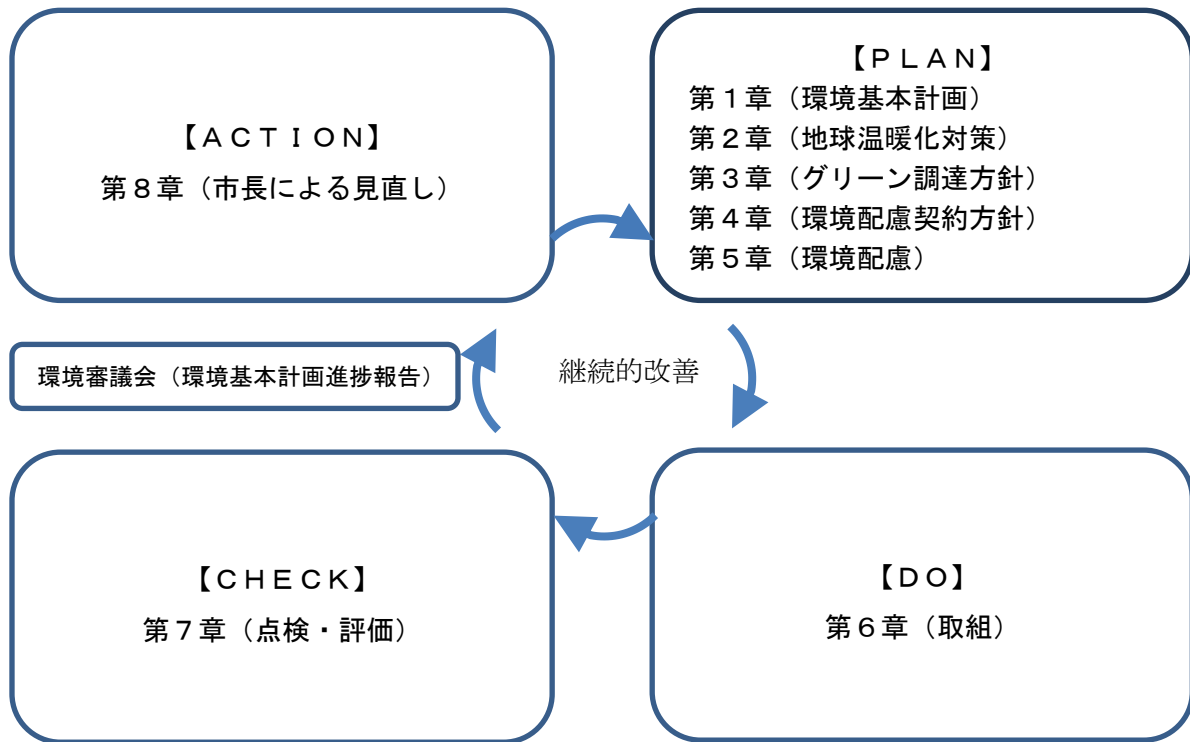 【ＰＬＡＮ】
第１章（環境基本計画）
第２章（地球温暖化対策）
第３章（グリーン調達方針）
第４章（環境配慮契約方針）
第５章（環境配慮）
【ＤＯ】
第６章（取組）
【ＣＨＥＣＫ】
第７章（点検・評価）
環境審議会（環境基本計画進捗報告）
【ＡＣＴＩＯＮ】
第８章（市長による見直し）
継続的改善